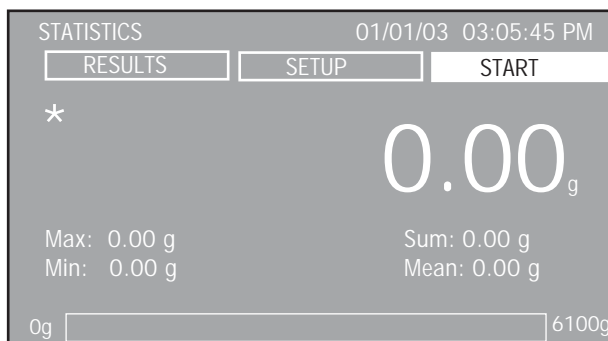 STATISTICS 01/01/03 03:05:45 PM
RESULTS SETUP START
*
0.00g
Max: 0.00 g Sum: 0.00 g
Min: 0.00 g Mean: 0.00 g
0g 6100g